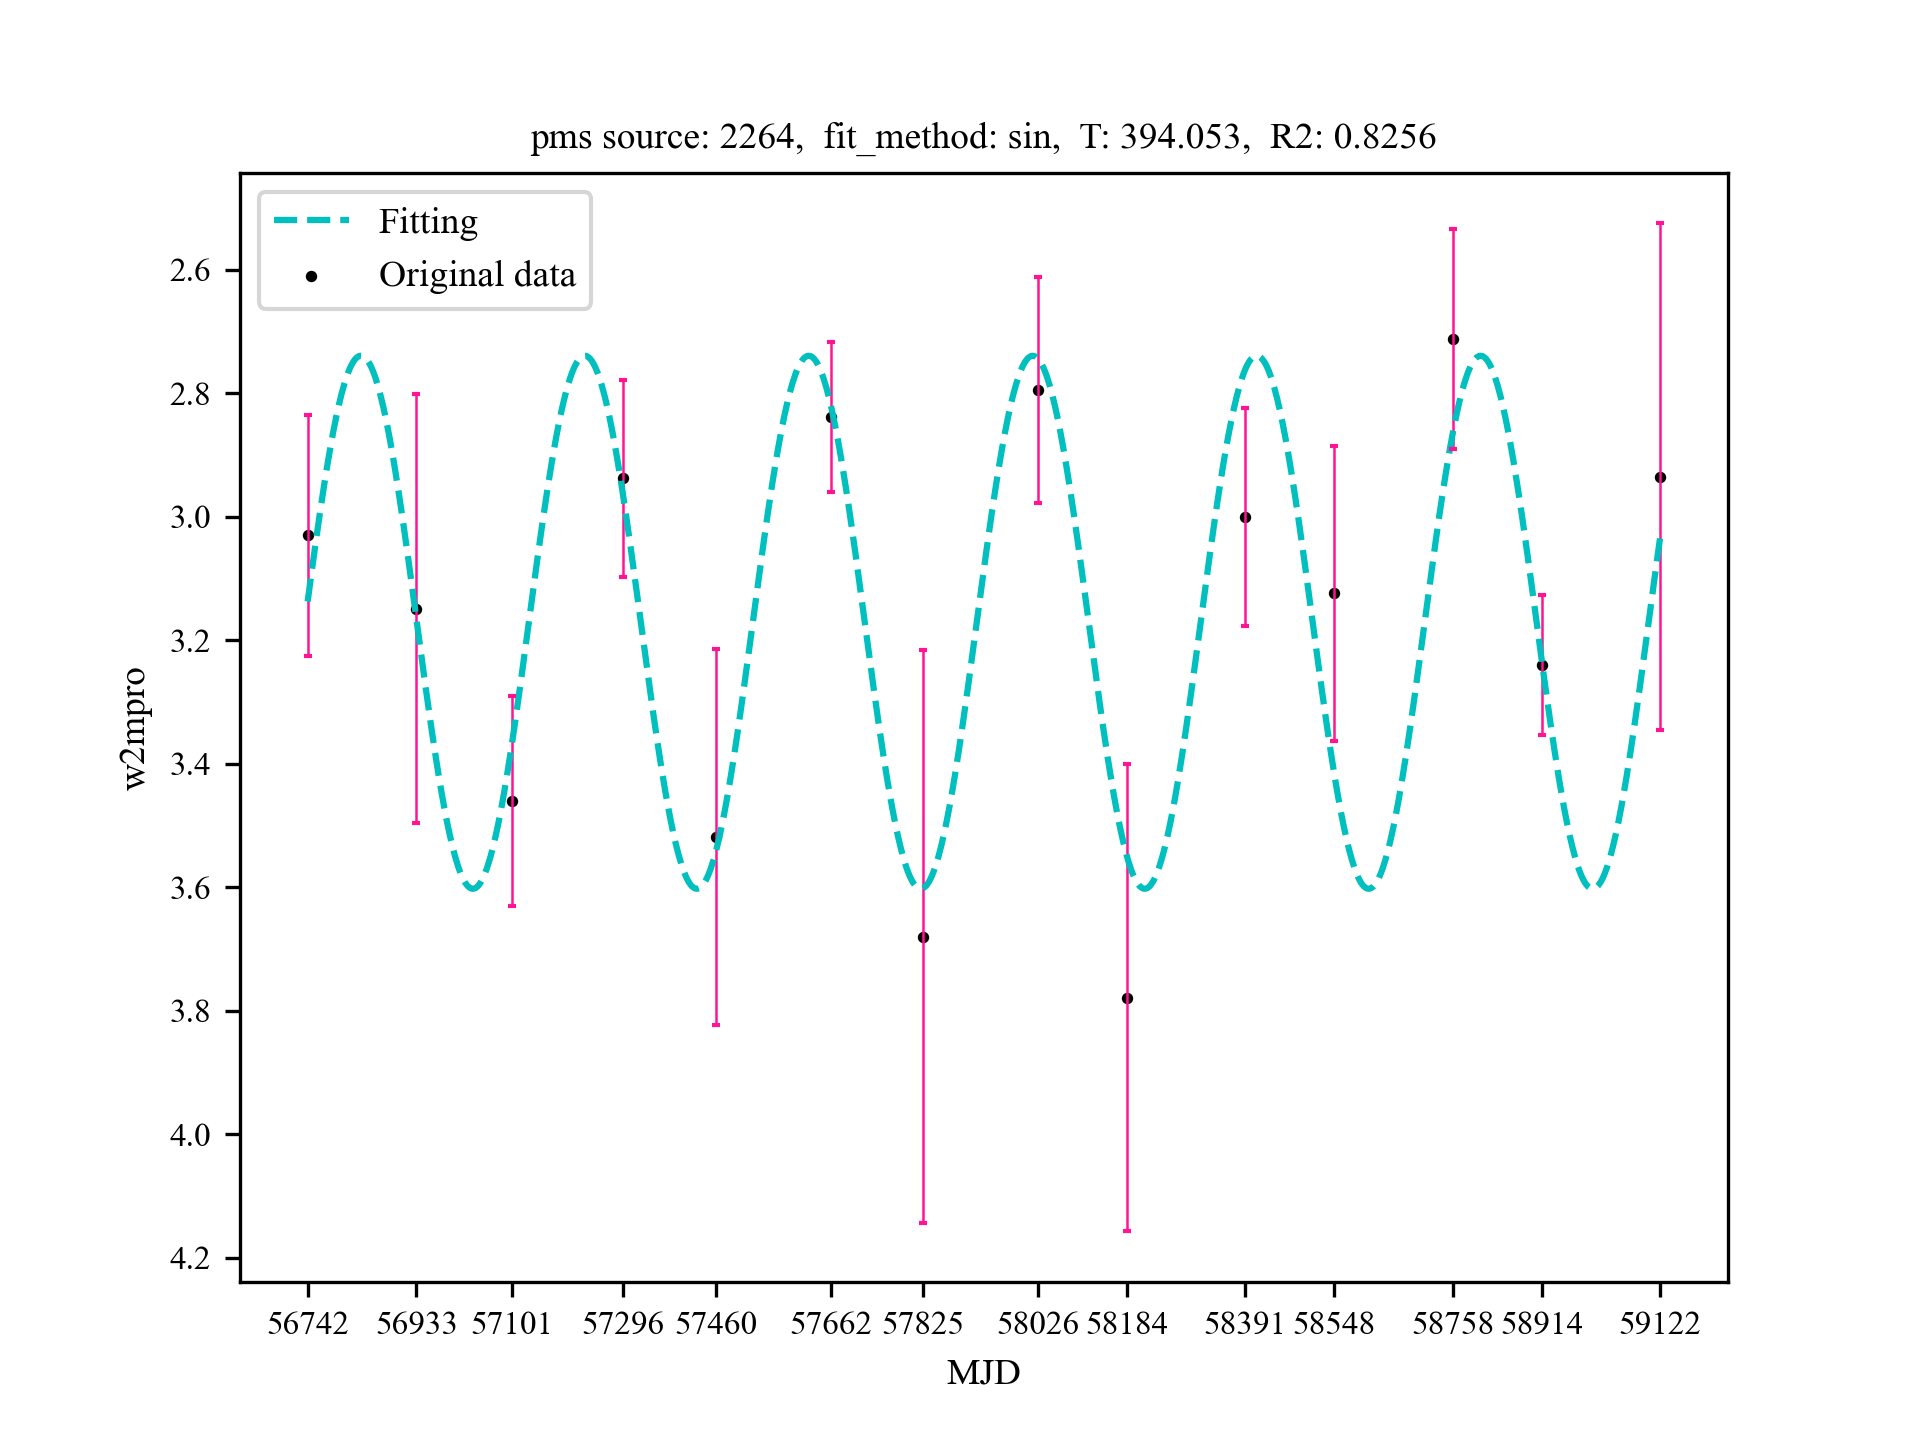 pms source: 2264,  fit_method: sin,  T: 394.053,  R2: 0.8256
Fitting
Original data
2.6
2.8
3.0
3.2
3.4
3.6
3.8
4.0
4.2
w2mpro
56742 56933 57101 57296 57460 57662 57825 58026 58184 58391 58548 58758 58914 59122
MJD